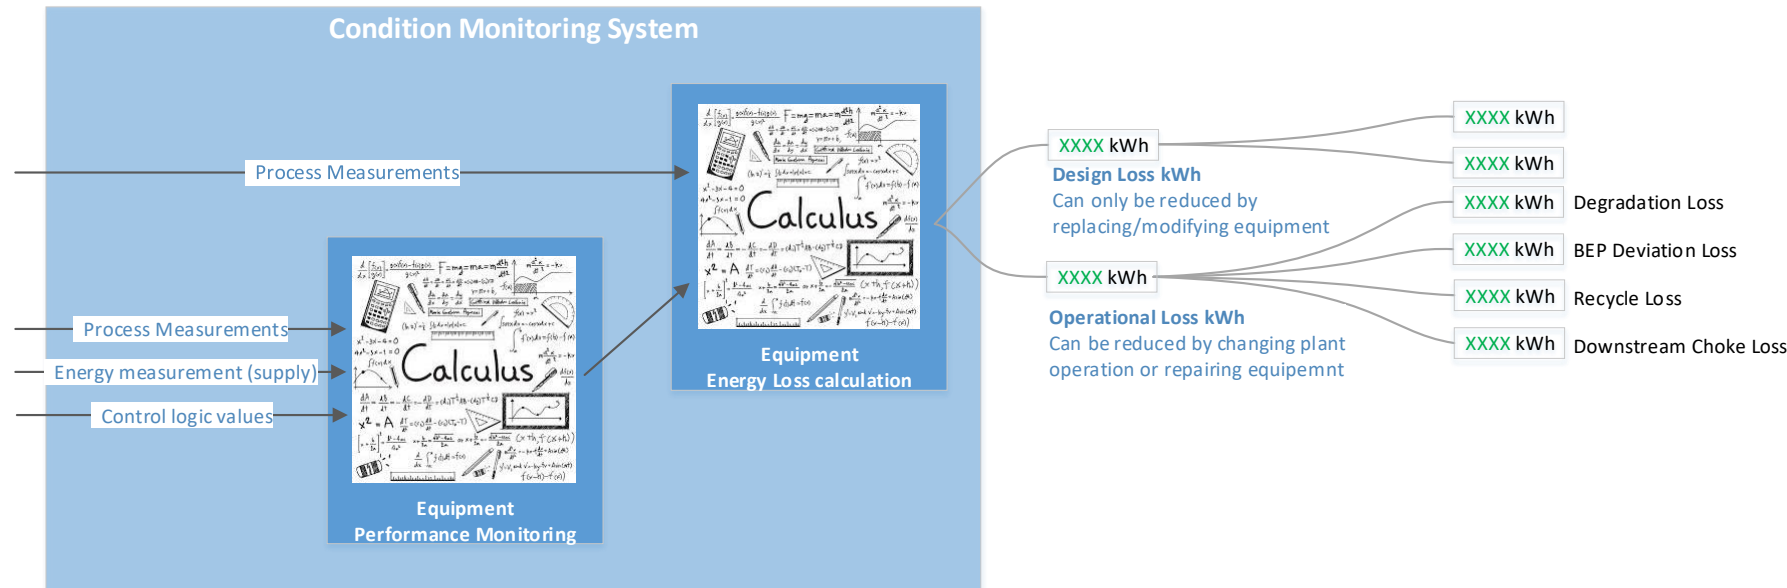 Condition Monitoring System
Process Measurements
Calculus
Equipment
Energy Loss calculation
Process Measurements
Energy measurement (supply)
Control logic values
Calculus
Equipment
Performance Monitoring
XXXX kWh
Design Loss kWh
Can only be reduced by
replacing/modifying equipment
XXXX kWh
Operational Loss kWh
Can be reduced by changing plant
operation or repairing equipemnt
XXXX kWh
XXXX kWh
XXXX kWh Degradation Loss
XXXX kWh BEP Deviation Loss
XXXX kWh Recycle Loss
XXXX kWh Downstream Choke Loss